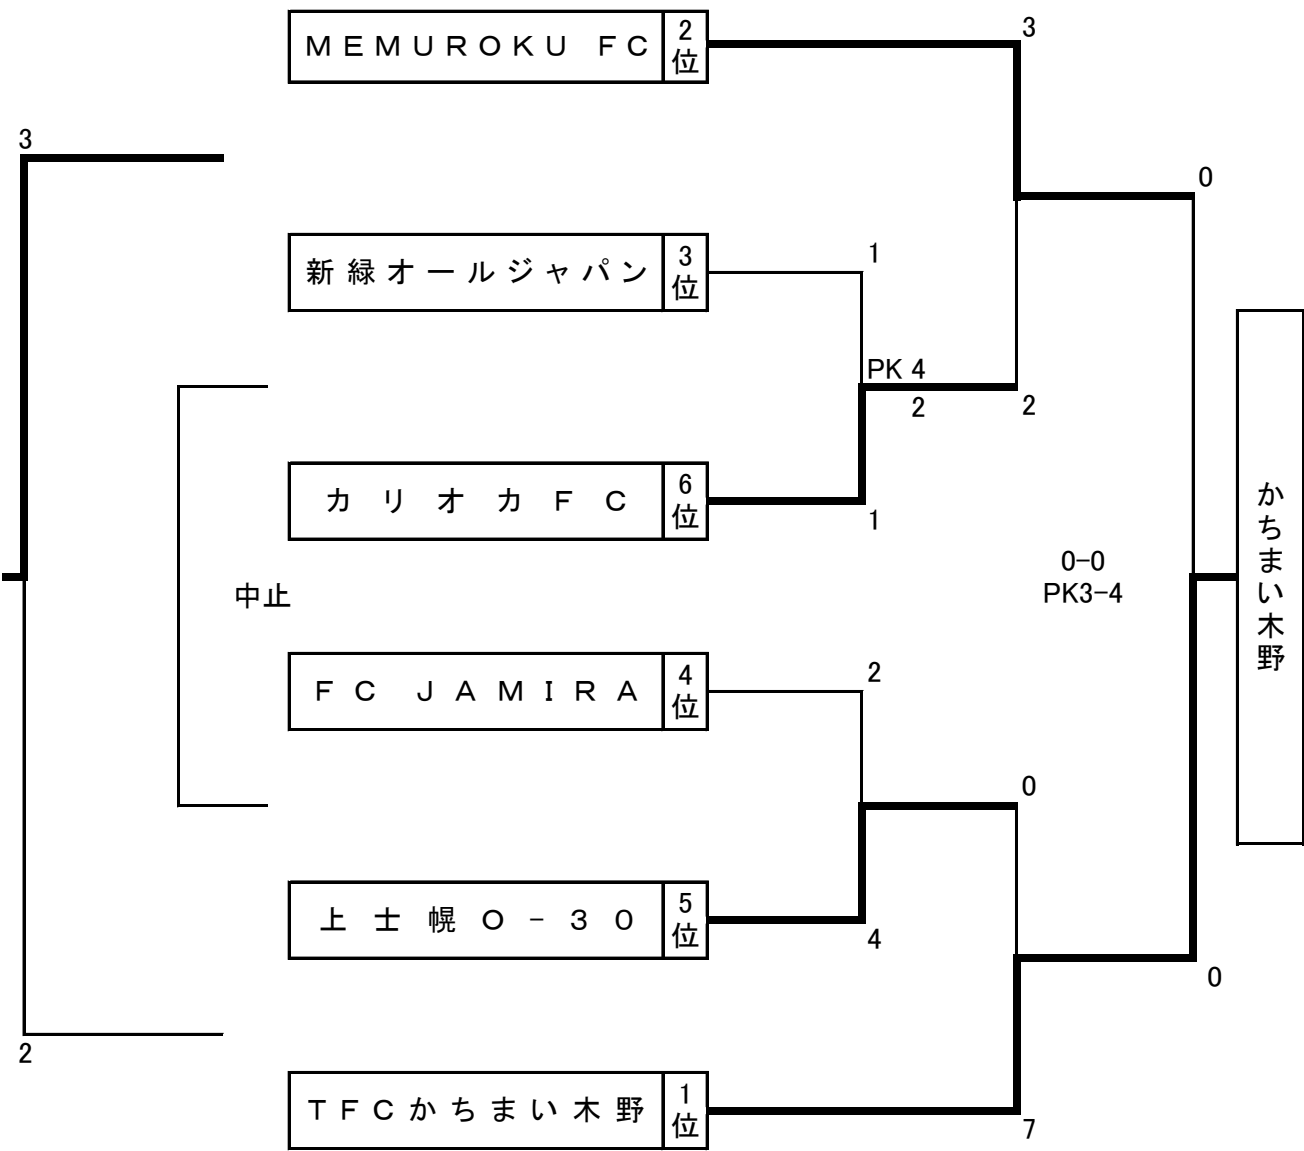 ＭＥＭＵＲＯＫＵ ＦＣ
2位
3
3
0
新緑オールジャパン
3位
1
PK 4
2
2
カリオカＦＣ
6位
1
0-0
PK3-4
かちまい木野
中止
ＦＣ ＪＡＭＩＲＡ
4位
2
0
上士幌Ｏ－３０
5位
4
0
2
ＴＦＣかちまい木野
1位
7